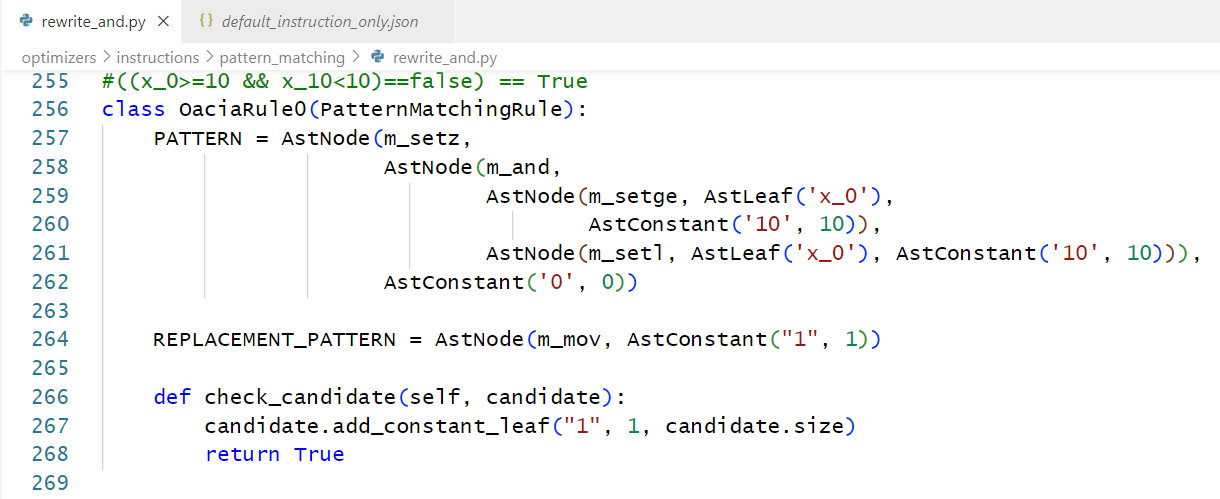 rewrite_and.py × {} default_instruction_only.json
optimizers > instructions > pattern_matching > rewrite_and.py
255 #((x_0>=10 && x_10<10)==false) == True
256 class OaciaRule0(PatternMatchingRule):
257     PATTERN = AstNode(m_setz,
258                       AstNode(m_and,
259                               AstNode(m_setge, AstLeaf('x_0'),
260                                       AstConstant('10', 10)),
261                               AstNode(m_setl, AstLeaf('x_0'), AstConstant('10', 10))),
262                       AstConstant('0', 0))
263
264     REPLACEMENT_PATTERN = AstNode(m_mov, AstConstant("1", 1))
265
266     def check_candidate(self, candidate):
267         candidate.add_constant_leaf("1", 1, candidate.size)
268         return True
269